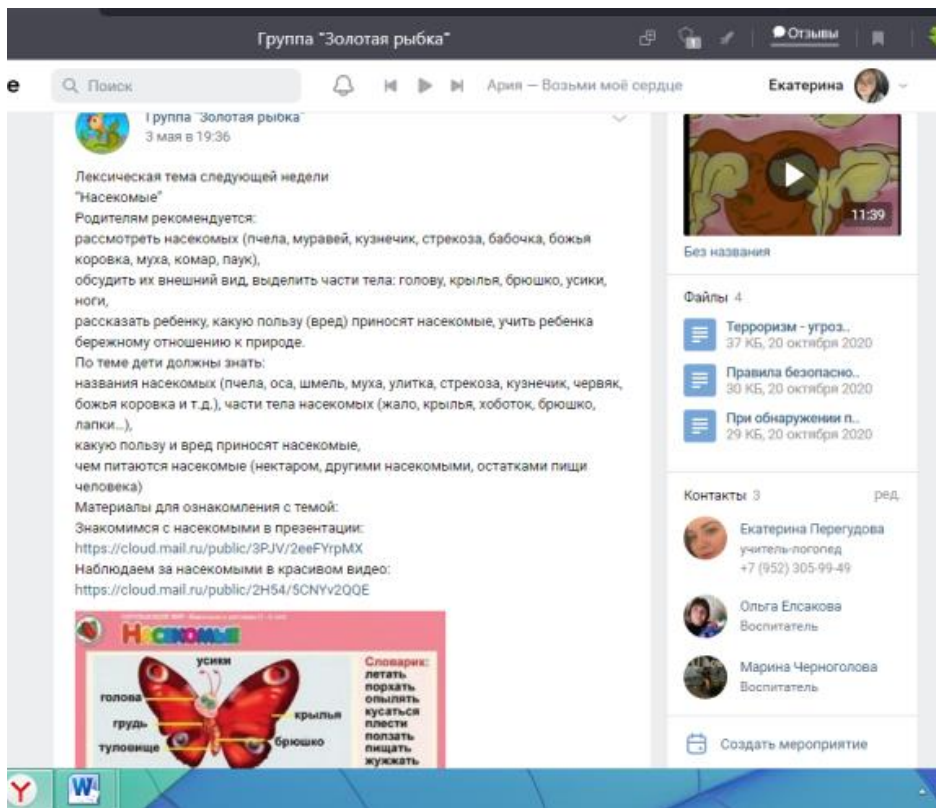 Группа "Золотая рыбка"
1
Отзывы
е
Поиск
Ария — Возьми моё сердце
Екатерина
Группа "Золотая рыбка"
3 мая в 19:36
Лексическая тема следующей недели
"Насекомые"
Родителям рекомендуется:
рассмотреть насекомых (пчела, муравей, кузнечик, стрекоза, бабочка, божья
коровка, муха, комар, паук),
обсудить их внешний вид, выделить части тела: голову, крылья, брюшко, усики,
ноги,
рассказать ребенку, какую пользу (вред) приносят насекомые, учить ребенка
бережному отношению к природе.
По теме дети должны знать:
названия насекомых (пчела, оса, шмель, муха, улитка, стрекоза, кузнечик, червяк,
божья коровка и т.д.), части тела насекомых (жало, крылья, хоботок, брюшко,
лапки...),
какую пользу и вред приносят насекомые,
чем питаются насекомые (нектаром, другими насекомыми, остатками пищи
человека)
Материалы для ознакомления с темой:
Знакомимся с насекомыми в презентации:
https://cloud.mail.ru/public/3PJV/2eeFYrpMX
Наблюдаем за насекомыми в красивом видео:
https://cloud.mail.ru/public/2H54/5CNYv2QQE
Насекомые
усики
голова
грудь
туловище
крылья
брюшко
Словарик:
летать
порхать
опылять
кусаться
плести
ползать
пищать
жужжать
11:39
Без названия
Файлы 4
Терроризм - угроз..
37 КБ, 20 октября 2020
Правила безопасно..
30 КБ, 20 октября 2020
При обнаружении п..
29 КБ, 20 октября 2020
Контакты 3
ред.
Екатерина Перегудова
учитель-логопед
+7 (952) 305-99-49
Ольга Елсакова
Воспитатель
Марина Черноголова
Воспитатель
Создать мероприятие
Y
W